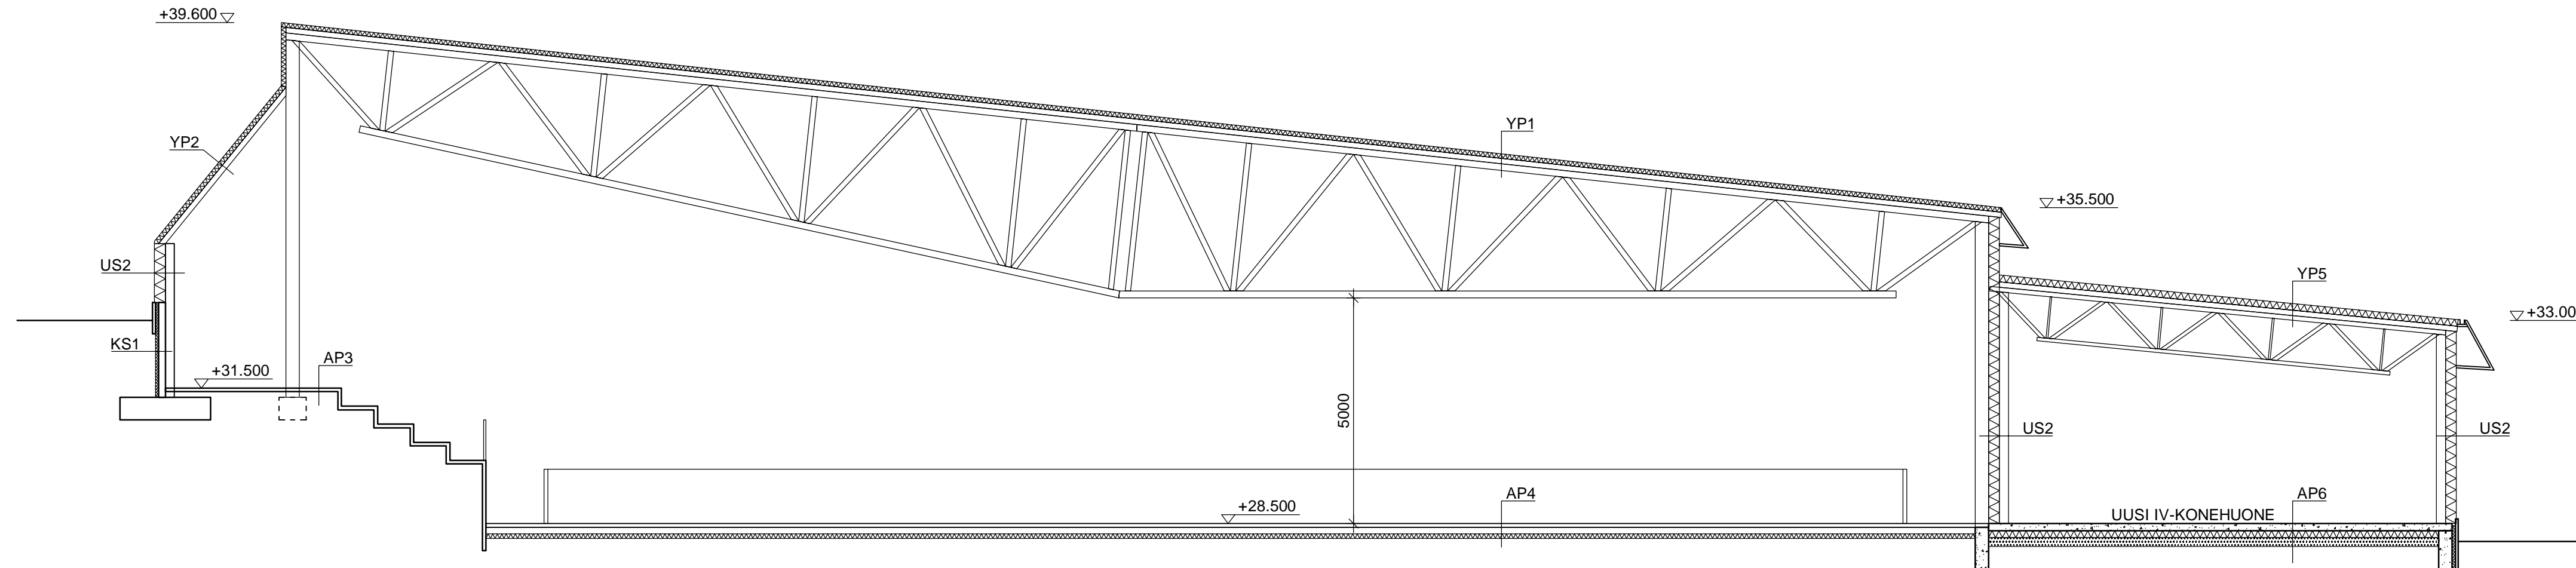 +39.600
YP1
YP2
+35.500
US2
YP5
+33.00
KS1
AP3
+31.500
5000
US2
US2
+28.500
AP4
AP6
UUSI IV-KONEHUONE